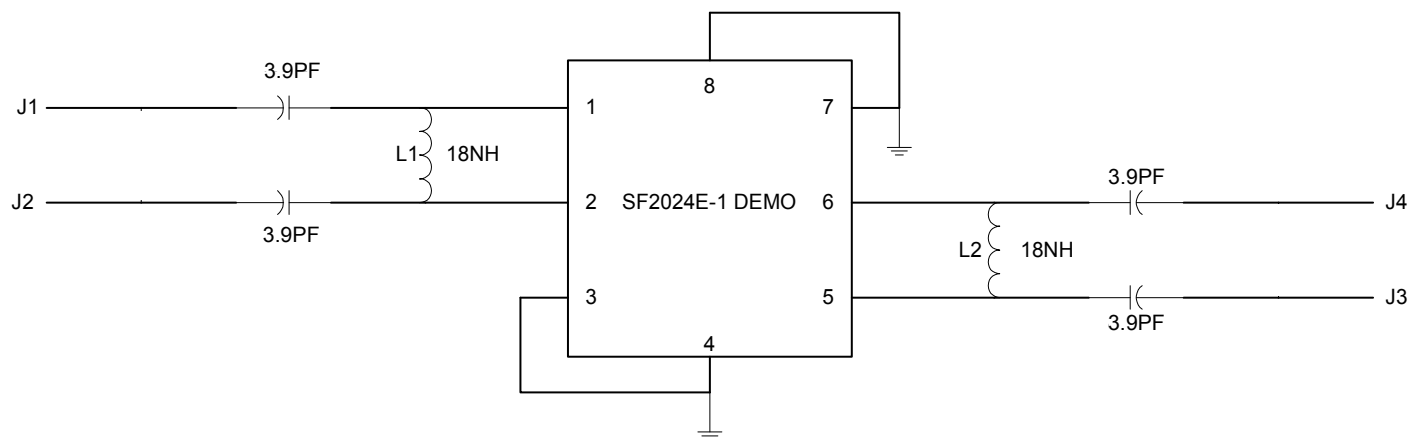 8
3.9PF
J1
1
7
L1 18NH
3.9PF
J2
2 SF2024E-1 DEMO 6
J4
3.9PF
L2 18NH
3
5
J3
3.9PF
4